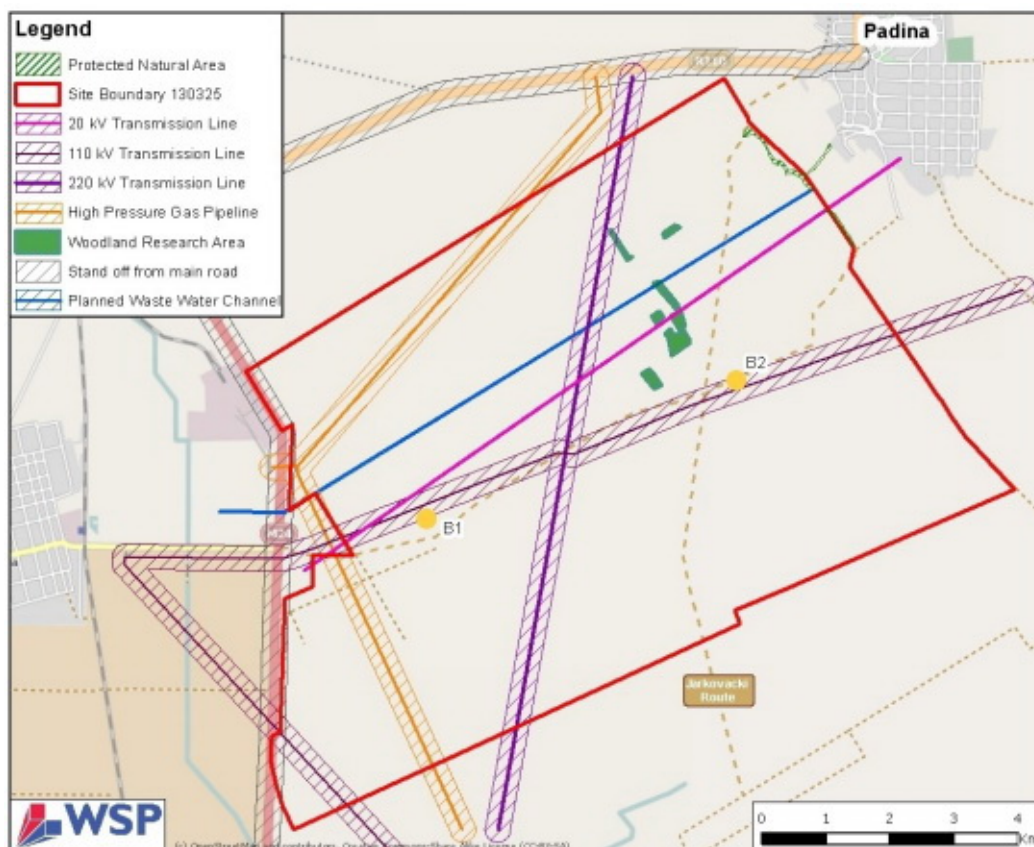 Legend
Protected Natural Area
Site Boundary 130325
20 kV Transmission Line
110 kV Transmission Line
220 kV Transmission Line
High Pressure Gas Pipeline
Woodland Research Area
Stand off from main road
Planned Waste Water Channel
Padina
B2
B1
Jarkovacki
Route
WSP
0 1 2 3 4
Km